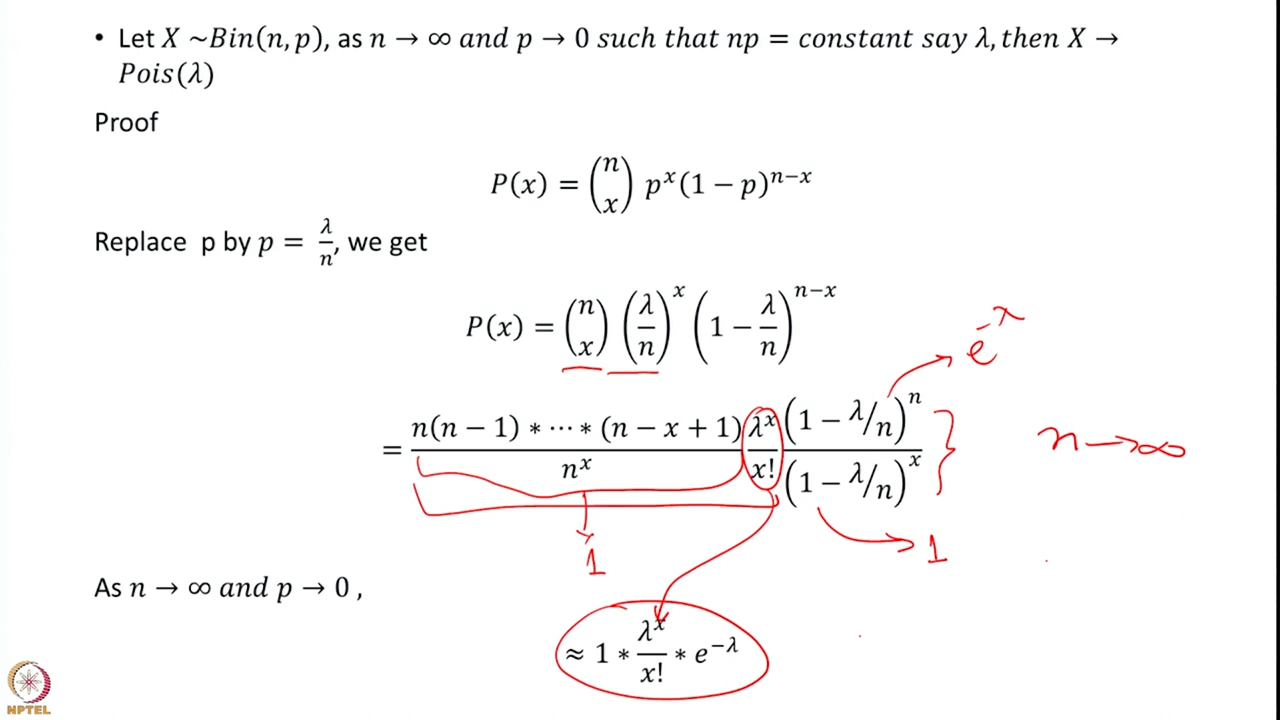 • Let X ~Bin(n, p), as n → ∞ and p → 0 such that np = constant say λ, then X →
Pois(λ)
Proof
P(x) = (n x) p^x (1 − p)^{n−x}
Replace p by p = λ/n, we get
P(x) = (n x) (λ/n)^x (1 − λ/n)^{n−x}
e^{-λ}
= n(n − 1) * ⋯ * (n − x + 1)/n^x λ^x/x! (1 − λ/n)^n/(1 − λ/n)^x
n → ∞
1
1
As n → ∞ and p → 0 ,
≈ 1 * λ^x/x! * e^{−λ}
NPTEL